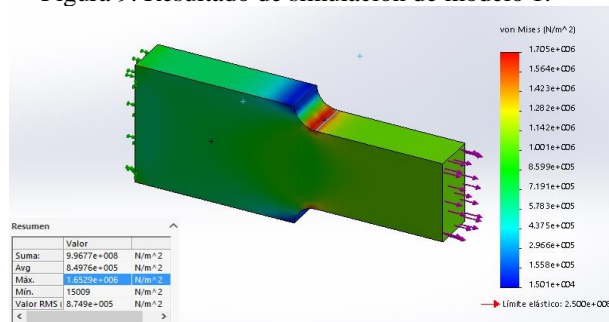 Figura 9. Resultado de simulación de modelo 1.
von Mises (N/m^2)
1.705e+006
1.564e+006
1.423e+006
1.282e+006
1.142e+006
1.001e+006
8.599e+005
7.191e+005
5.783e+005
4.375e+005
2.966e+005
1.558e+005
1.501e+004
Límite elástico: 2.500e+008
Resumen
Valor
Suma: 9.9677e+008 N/m^2
Avg 8.4976e+005 N/m^2
Máx. 1.6529e+006 N/m^2
Mín. 15009 N/m^2
Valor RMS 8.749e+005 N/m^2